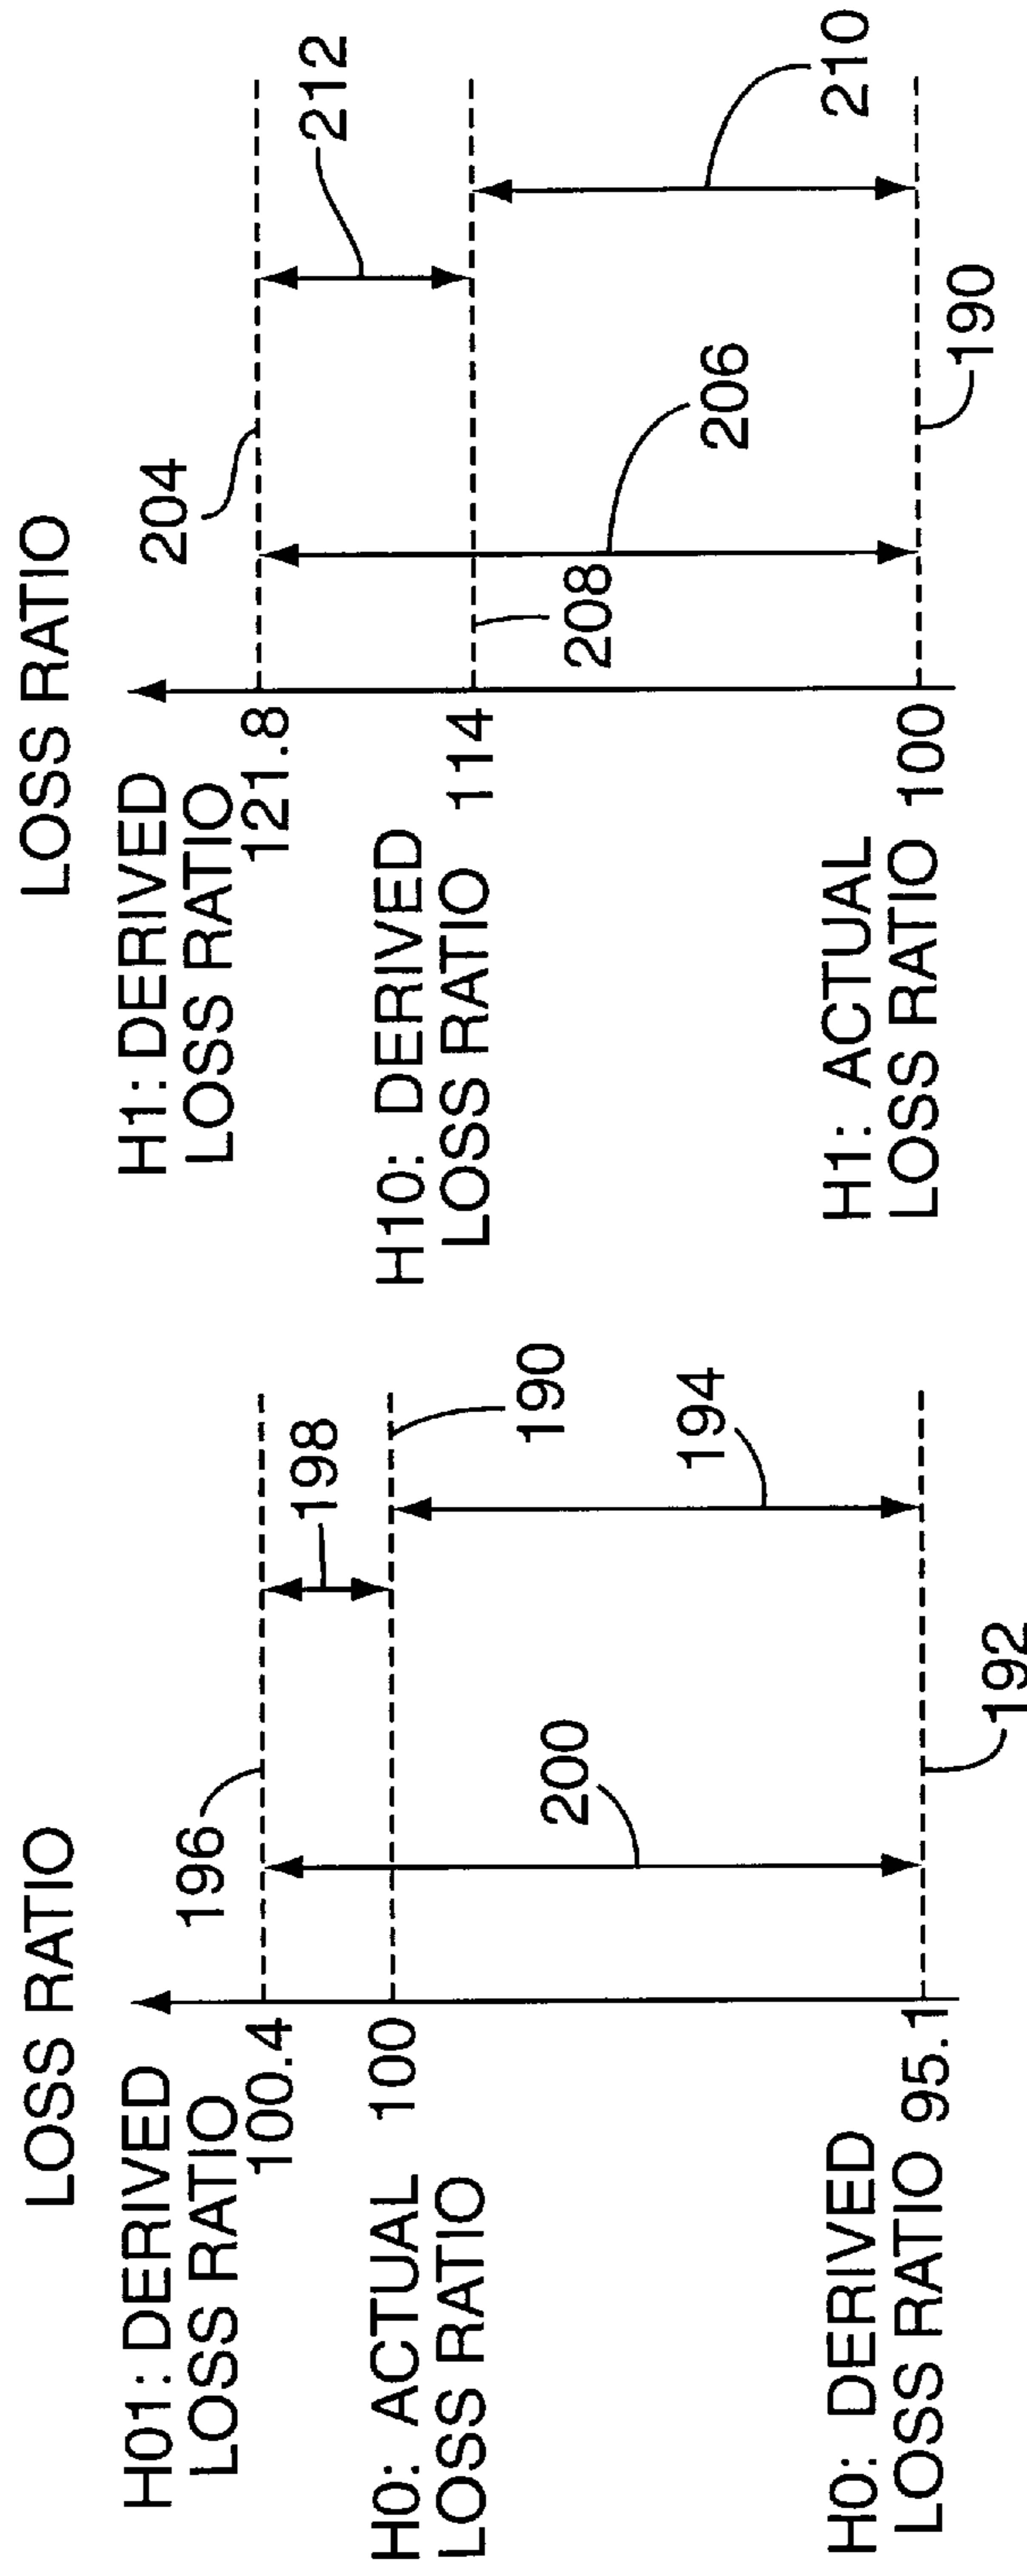 LOSS RATIO
H01: DERIVED
LOSS RATIO
100.4
196
198
H0: ACTUAL
LOSS RATIO 100
190
200
194
H0: DERIVED
LOSS RATIO 95.1
192
LOSS RATIO
H1: DERIVED
LOSS RATIO
121.8
204
212
H10: DERIVED
LOSS RATIO 114
208
206
210
H1: ACTUAL
LOSS RATIO 100
190